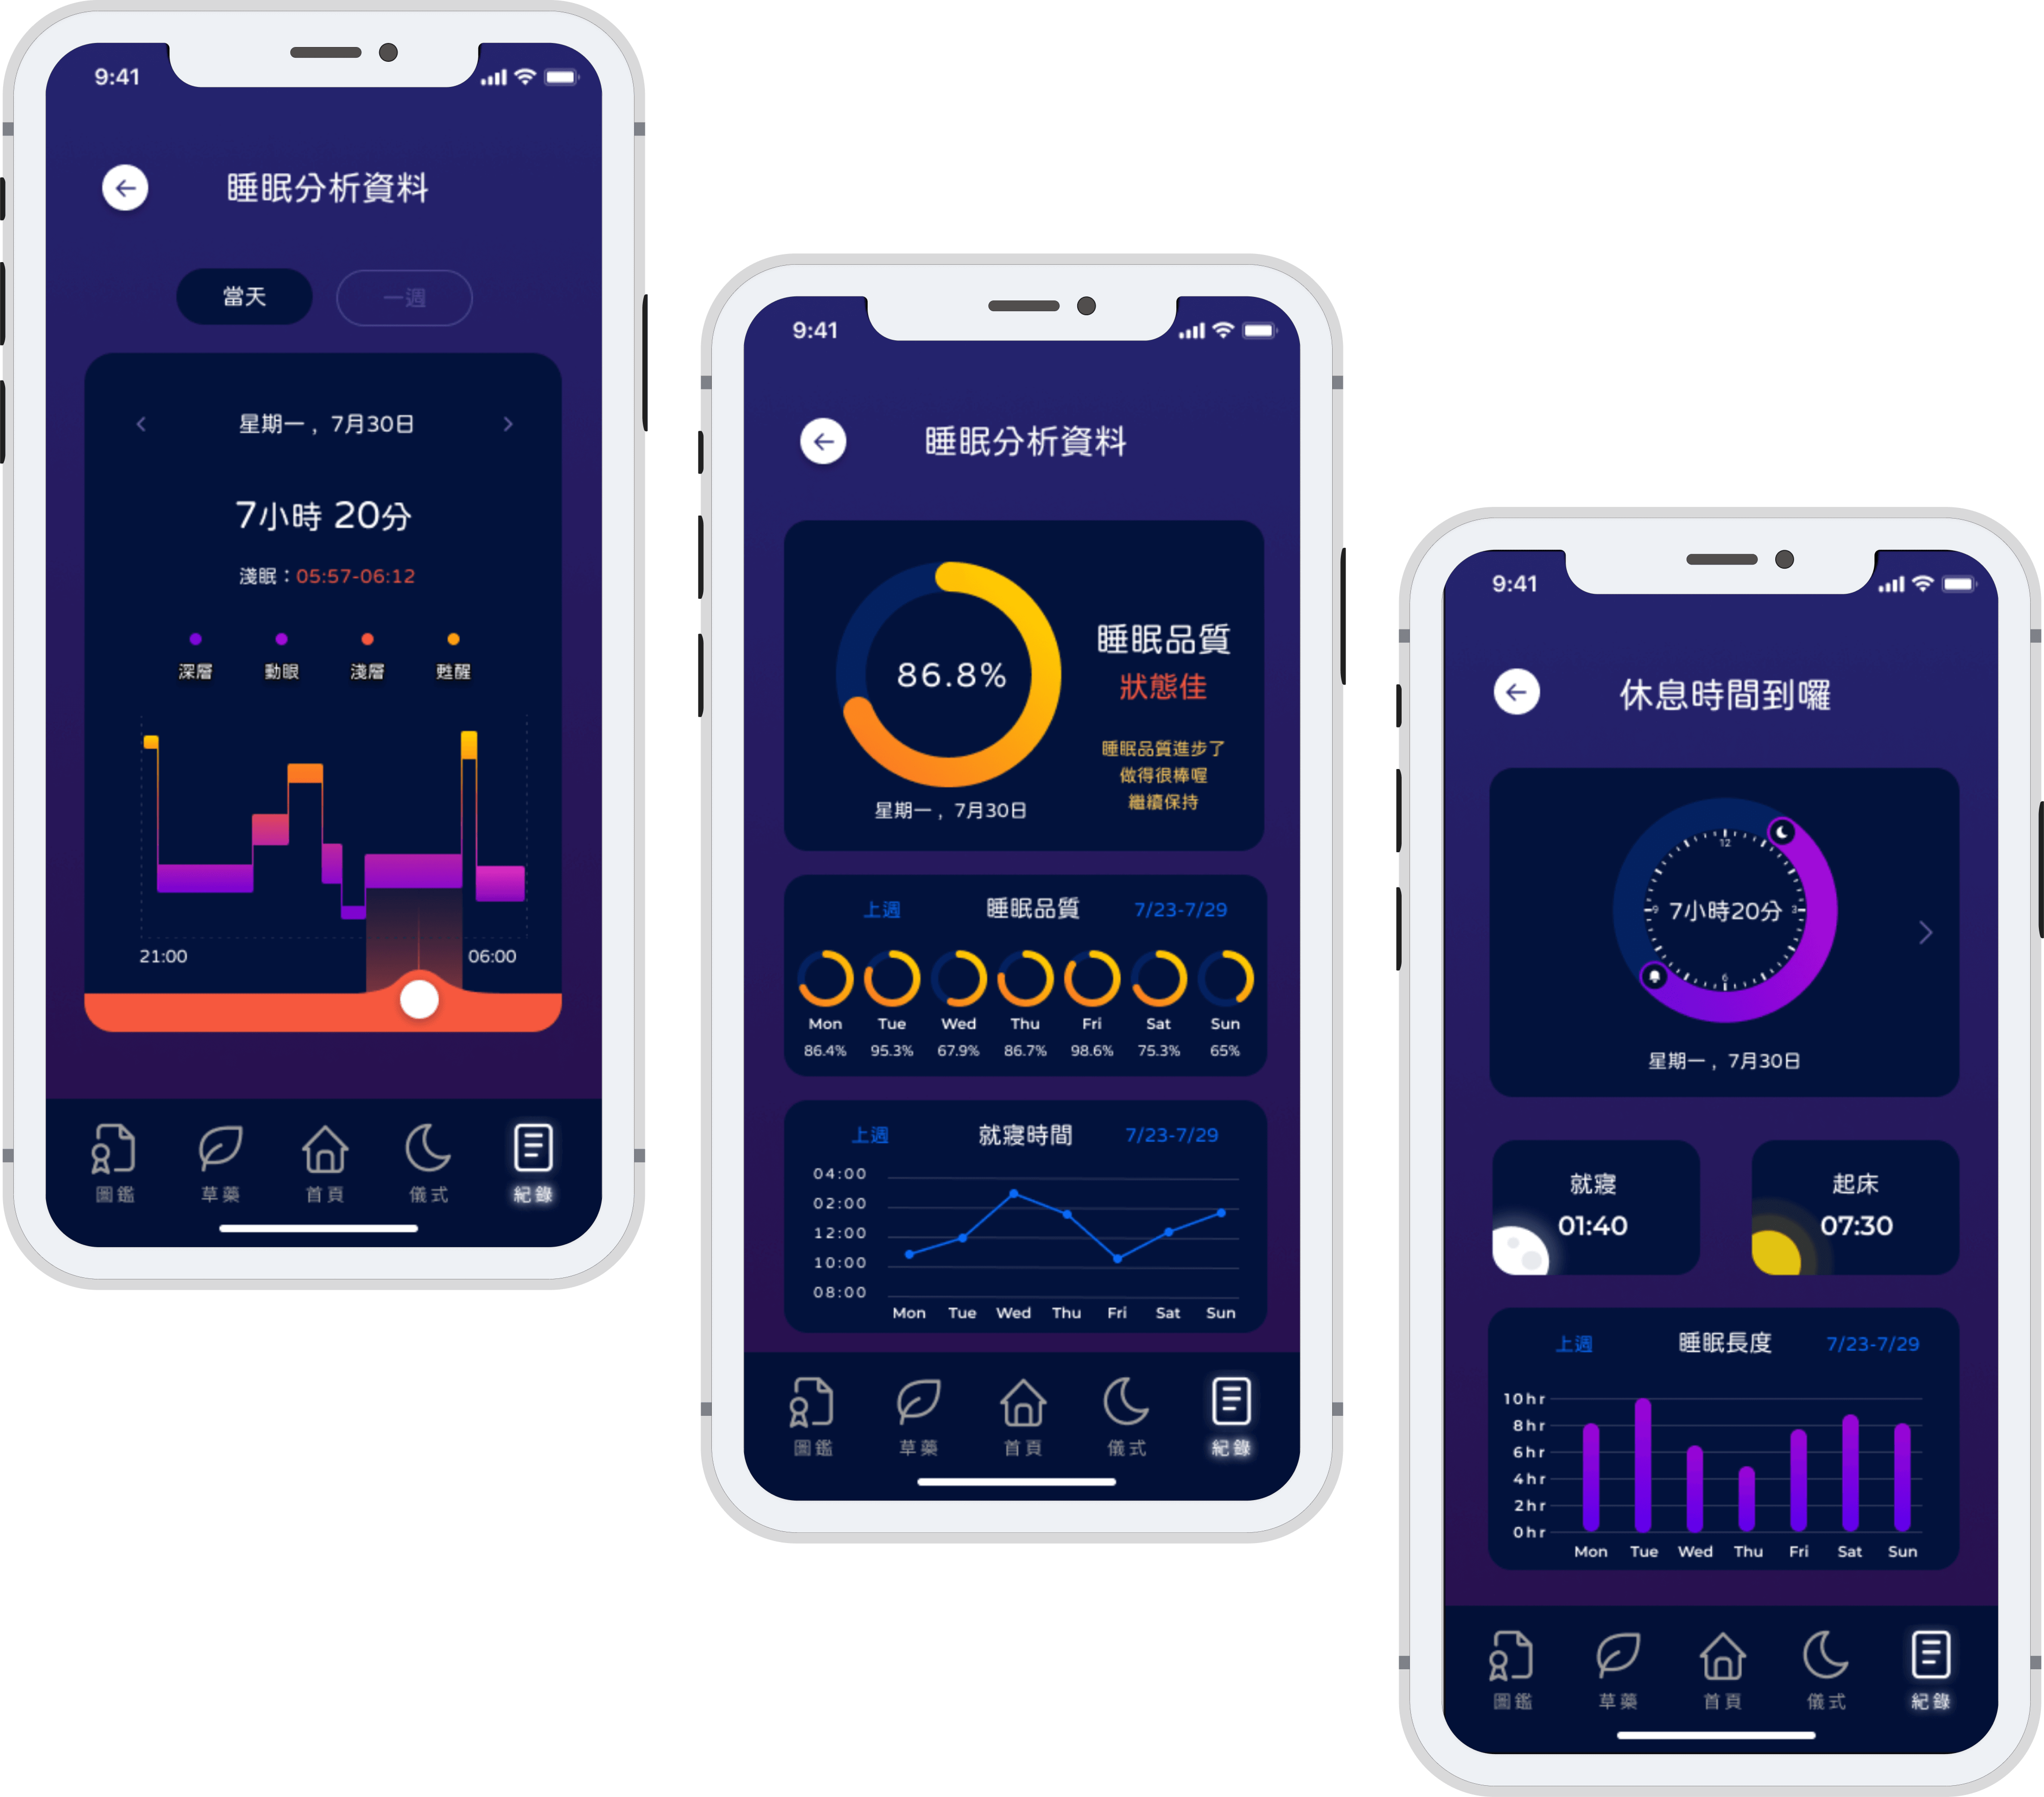 9:41
睡眠分析資料
當天 一週
星期一, 7月30日
7小時 20分
淺眠：05:57-06:12
深層 動眼 淺層 甦醒
21:00 06:00
圖鑑 草藥 首頁 儀式 紀錄
9:41
睡眠分析資料
86.8%
星期一, 7月30日
睡眠品質
狀態佳
睡眠品質進步了
做得很棒喔
繼續保持
上週 睡眠品質 7/23-7/29
Mon Tue Wed Thu Fri Sat Sun
86.4% 95.3% 67.9% 86.7% 98.6% 75.3% 65%
上週 就寢時間 7/23-7/29
04:00
02:00
12:00
10:00
08:00
Mon Tue Wed Thu Fri Sat Sun
圖鑑 草藥 首頁 儀式 紀錄
9:41
休息時間到囉
12
9 7小時20分 3
6
星期一, 7月30日
就寢 起床
01:40 07:30
上週 睡眠長度 7/23-7/29
10hr
8hr
6hr
4hr
2hr
0hr
Mon Tue Wed Thu Fri Sat Sun
圖鑑 草藥 首頁 儀式 紀錄